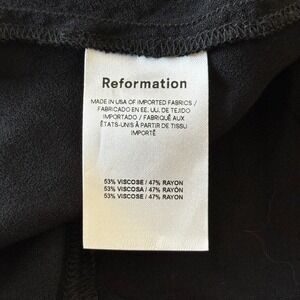 Reformation
MADE IN USA OF IMPORTED FABRICS /
FABRICADO EN EE. UU. DE TEJIDO
IMPORTADO / FABRIQUÉ AUX
ÉTATS-UNIS À PARTIR DE TISSU
IMPORTÉ
53% VISCOSE / 47% RAYON
53% VISCOSA / 47% RAYÓN
53% VISCOSE / 47% RAYON